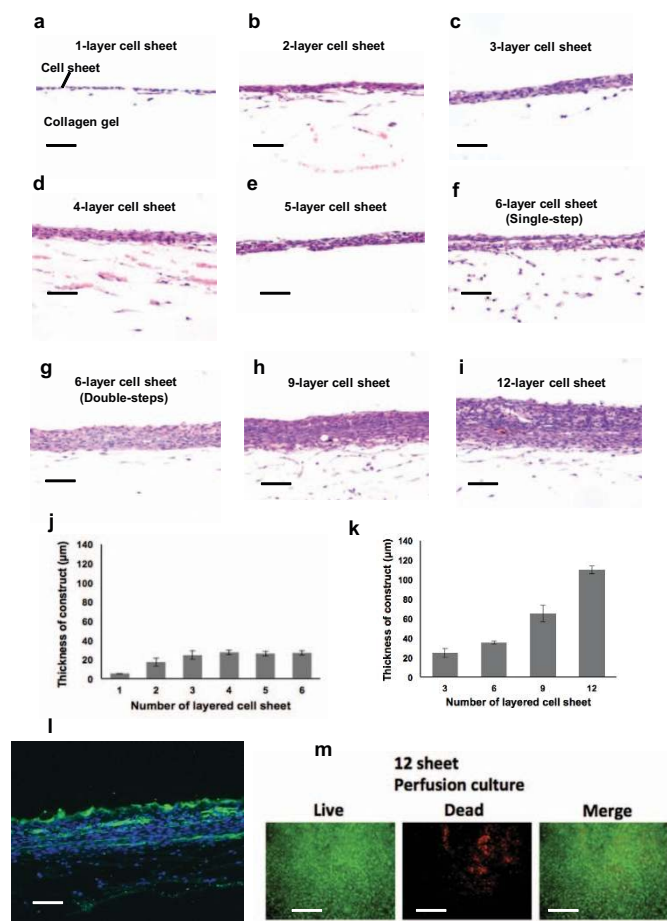 a
1-layer cell sheet
Cell sheet
Collagen gel
b
2-layer cell sheet
c
3-layer cell sheet
d
4-layer cell sheet
e
5-layer cell sheet
f
6-layer cell sheet
(Single-step)
g
6-layer cell sheet
(Double-steps)
h
9-layer cell sheet
i
12-layer cell sheet
j
Thickness of construct (µm)
140
120
100
80
60
40
20
0
1 2 3 4 5 6
Number of layered cell sheet
k
Thickness of construct (µm)
140
120
100
80
60
40
20
0
3 6 9 12
Number of layered cell sheet
l
m
12 sheet
Perfusion culture
Live Dead Merge